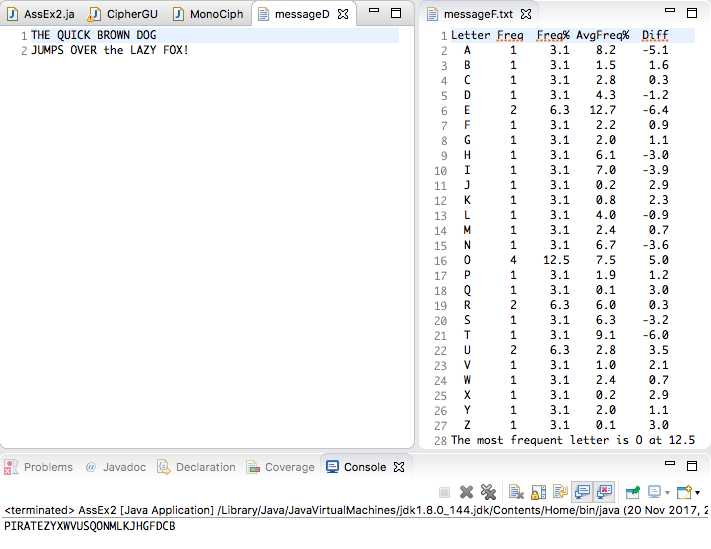 AssEx2.ja CipherGU MonoCiph messageD
1 THE QUICK BROWN DOG
2 JUMPS OVER the LAZY FOX!
messageF.txt
1 Letter Freq Freq% AvgFreq% Diff
2 A 1 3.1 8.2 -5.1
3 B 1 3.1 1.5 1.6
4 C 1 3.1 2.8 0.3
5 D 1 3.1 4.3 -1.2
6 E 2 6.3 12.7 -6.4
7 F 1 3.1 2.2 0.9
8 G 1 3.1 2.0 1.1
9 H 1 3.1 6.1 -3.0
10 I 1 3.1 7.0 -3.9
11 J 1 3.1 0.2 2.9
12 K 1 3.1 0.8 2.3
13 L 1 3.1 4.0 -0.9
14 M 1 3.1 2.4 0.7
15 N 1 3.1 6.7 -3.6
16 O 4 12.5 7.5 5.0
17 P 1 3.1 1.9 1.2
18 Q 1 3.1 0.1 3.0
19 R 2 6.3 6.0 0.3
20 S 1 3.1 6.3 -3.2
21 T 1 3.1 9.1 -6.0
22 U 2 6.3 2.8 3.5
23 V 1 3.1 1.0 2.1
24 W 1 3.1 2.4 0.7
25 X 1 3.1 0.2 2.9
26 Y 1 3.1 2.0 1.1
27 Z 1 3.1 0.1 3.0
28 The most frequent letter is O at 12.5
Problems @ Javadoc Declaration Coverage Console
<terminated> AssEx2 [Java Application] /Library/Java/JavaVirtualMachines/jdk1.8.0_144.jdk/Contents/Home/bin/java (20 Nov 2017, 2
PIRATEZYXWVUSQONMLKJHGFDCB